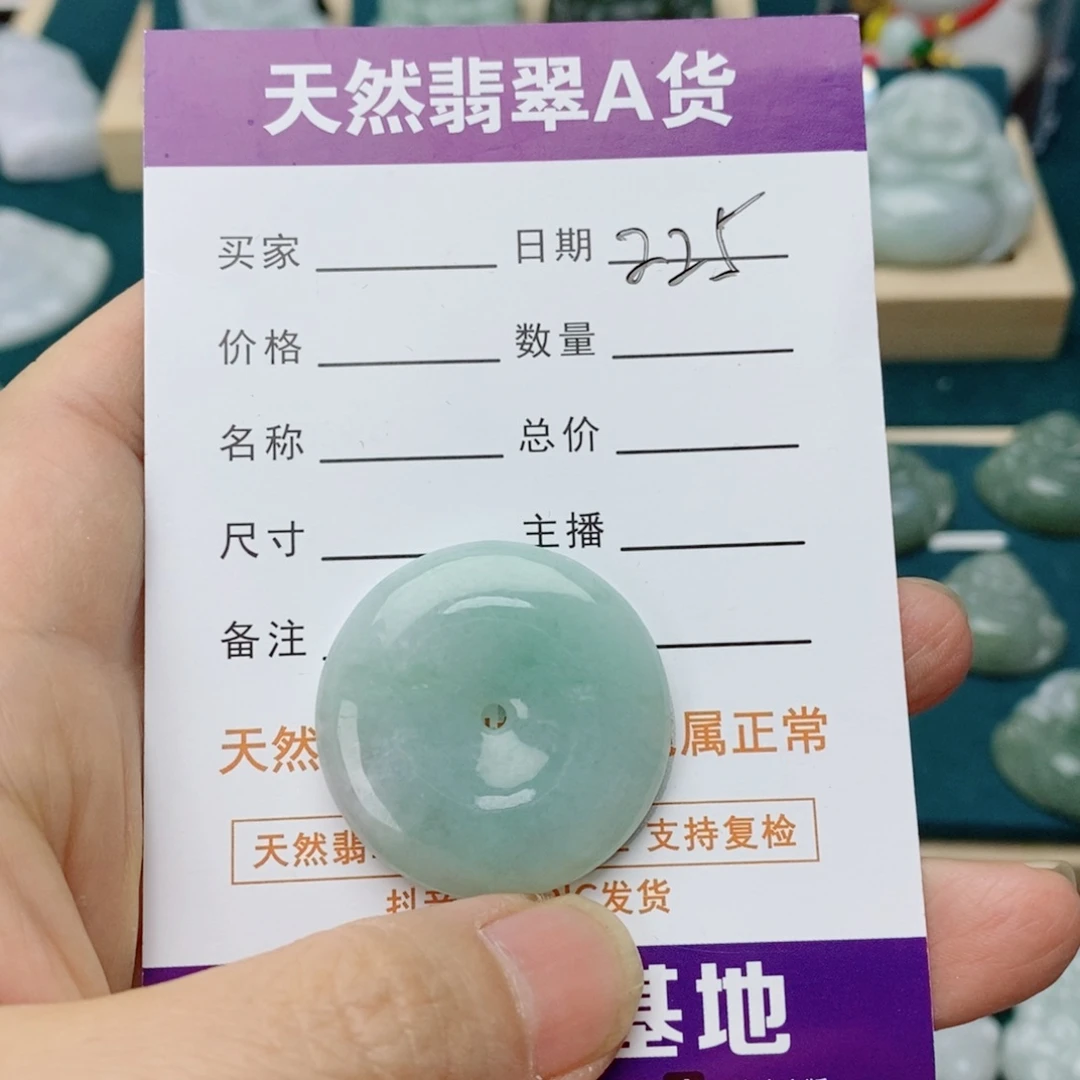 天然翡翠A货
买家 日期 225
价格 数量
名称 总价
尺寸 主播
备注
天然 属正常
天然翡 支持复检
抖音 IC发货
基地